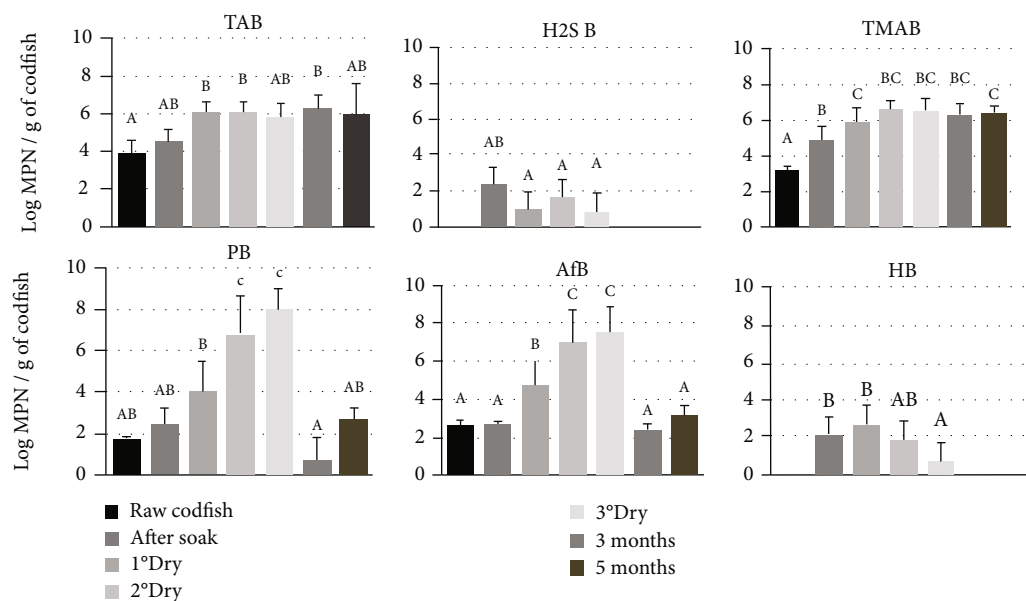 TAB
Log MPN / g of codfish
10
8
6
4
2
0
A
AB
B
B
AB
B
AB
H2S B
10
8
6
4
2
0
AB
A
A
A
TMAB
10
8
6
4
2
0
A
B
C
BC
BC
BC
C
PB
Log MPN / g of codfish
10
8
6
4
2
0
AB
AB
B
c
c
A
AB
AfB
10
8
6
4
2
0
A
A
B
C
C
A
A
HB
10
8
6
4
2
0
B
B
AB
A
Raw codfish
After soak
1°Dry
2°Dry
3°Dry
3 months
5 months